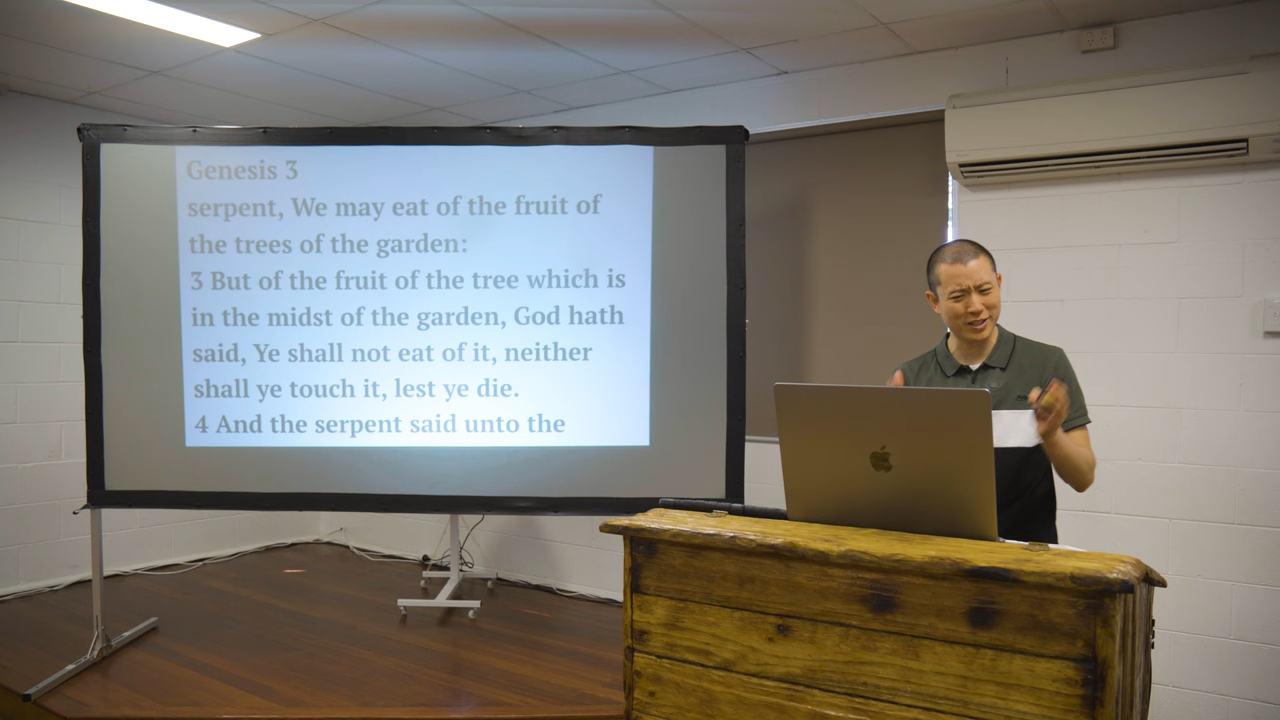 Genesis 3
serpent, We may eat of the fruit of
the trees of the garden:
3 But of the fruit of the tree which is
in the midst of the garden, God hath
said, Ye shall not eat of it, neither
shall ye touch it, lest ye die.
4 And the serpent said unto the